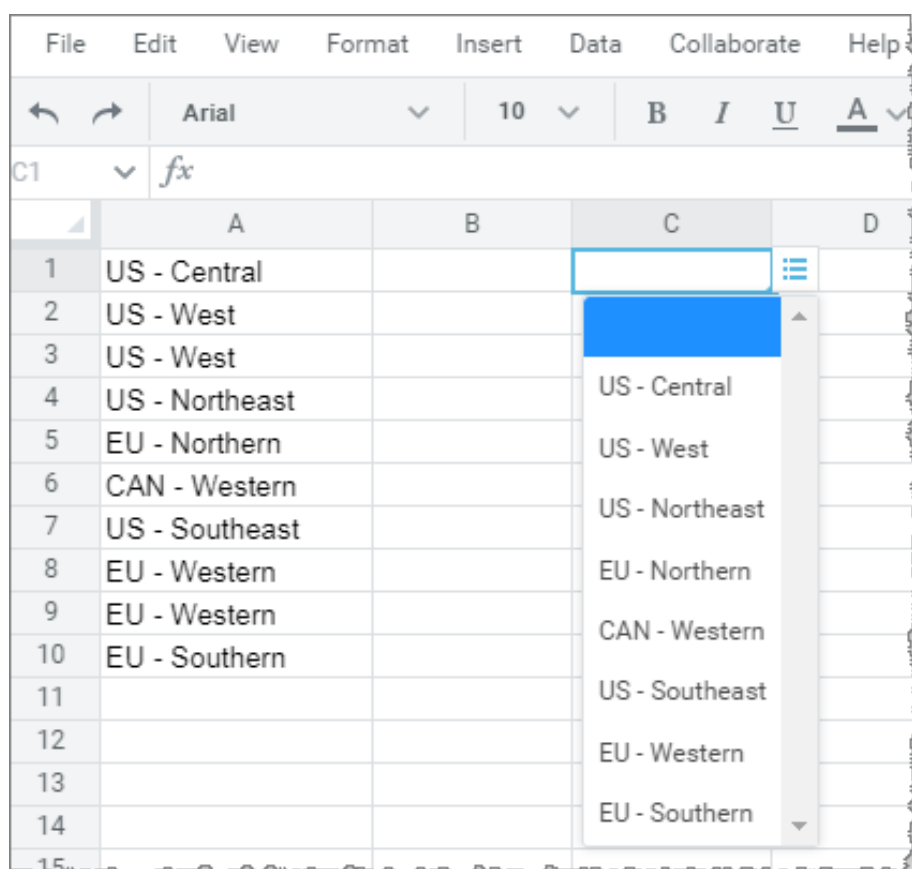 File Edit View Format Insert Data Collaborate Help
Arial 10 B I U A
C1 fx
A B C D
1 US - Central
2 US - West
3 US - West
4 US - Northeast
5 EU - Northern
6 CAN - Western
7 US - Southeast
8 EU - Western
9 EU - Western
10 EU - Southern
11
12
13
14
15
US - Central
US - West
US - Northeast
EU - Northern
CAN - Western
US - Southeast
EU - Western
EU - Southern